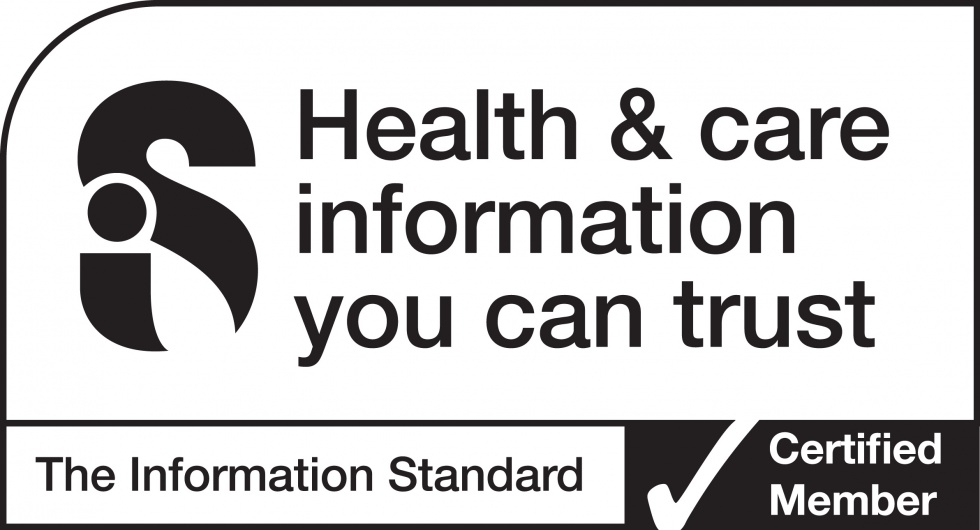 Health & care
information
you can trust
The Information Standard
Certified
Member